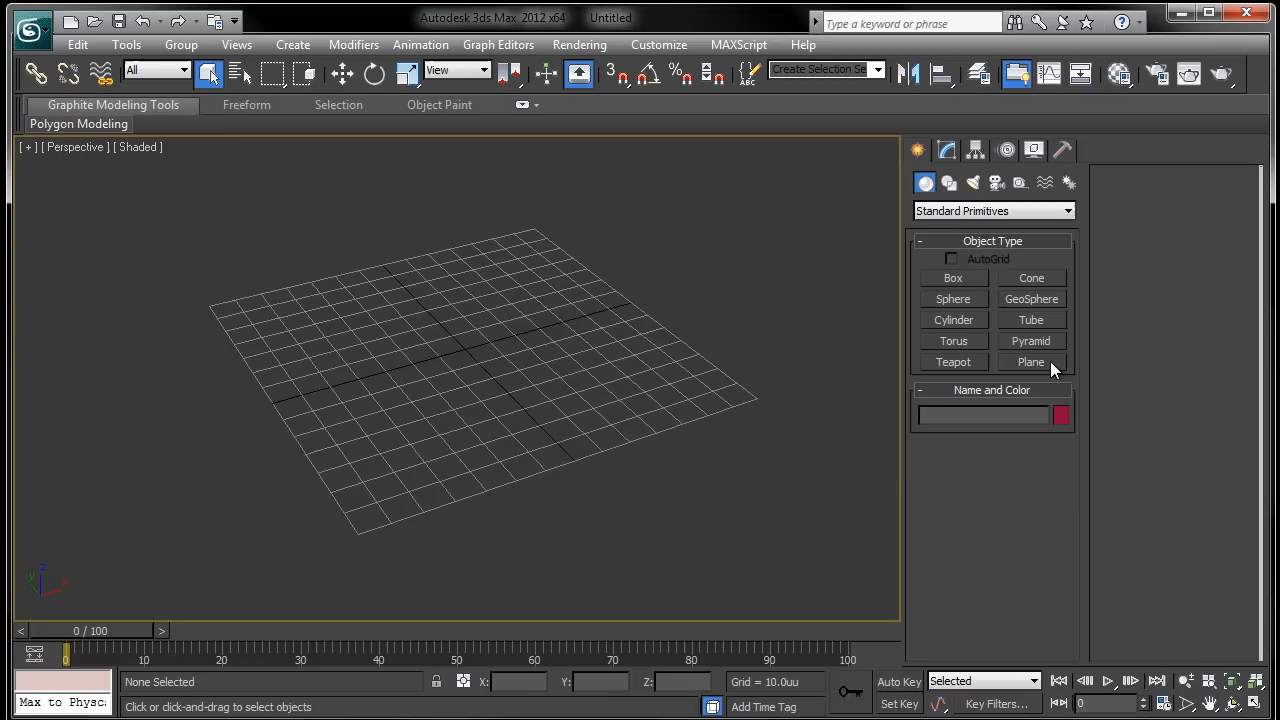 Autodesk 3ds Max 2012 x64 Untitled
Type a keyword or phrase
Edit Tools Group Views Create Modifiers Animation Graph Editors Rendering Customize MAXScript Help
All View 3 Create Selection Se
Graphite Modeling Tools Freeform Selection Object Paint
Polygon Modeling
[ + ] [ Perspective ] [ Shaded ]
Standard Primitives
- Object Type
AutoGrid
Box Cone
Sphere GeoSphere
Cylinder Tube
Torus Pyramid
Teapot Plane
- Name and Color
z
y x
< 0 / 100 >
0 10 20 30 40 50 60 70 80 90 100
None Selected X: Y: Z: Grid = 10.0uu Auto Key Selected
Max to Physc: Click or click-and-drag to select objects Add Time Tag Set Key Key Filters... 0